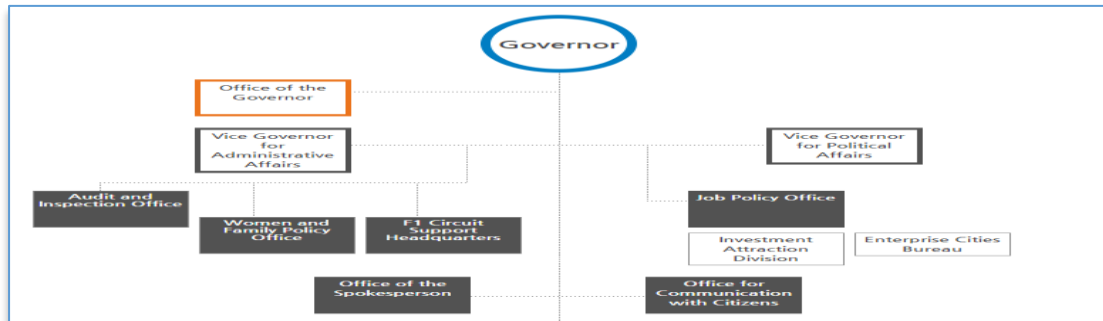 Governor
Office of the
Governor
Vice Governor
for
Administrative
Affairs
Vice Governor
for Political
Affairs
Audit and
Inspection Office
Women and
Family Policy
Office
F1 Circuit
Support
Headquarters
Job Policy Office
Investment
Attraction
Division
Enterprise Cities
Bureau
Office of the
Spokesperson
Office for
Communication
with Citizens